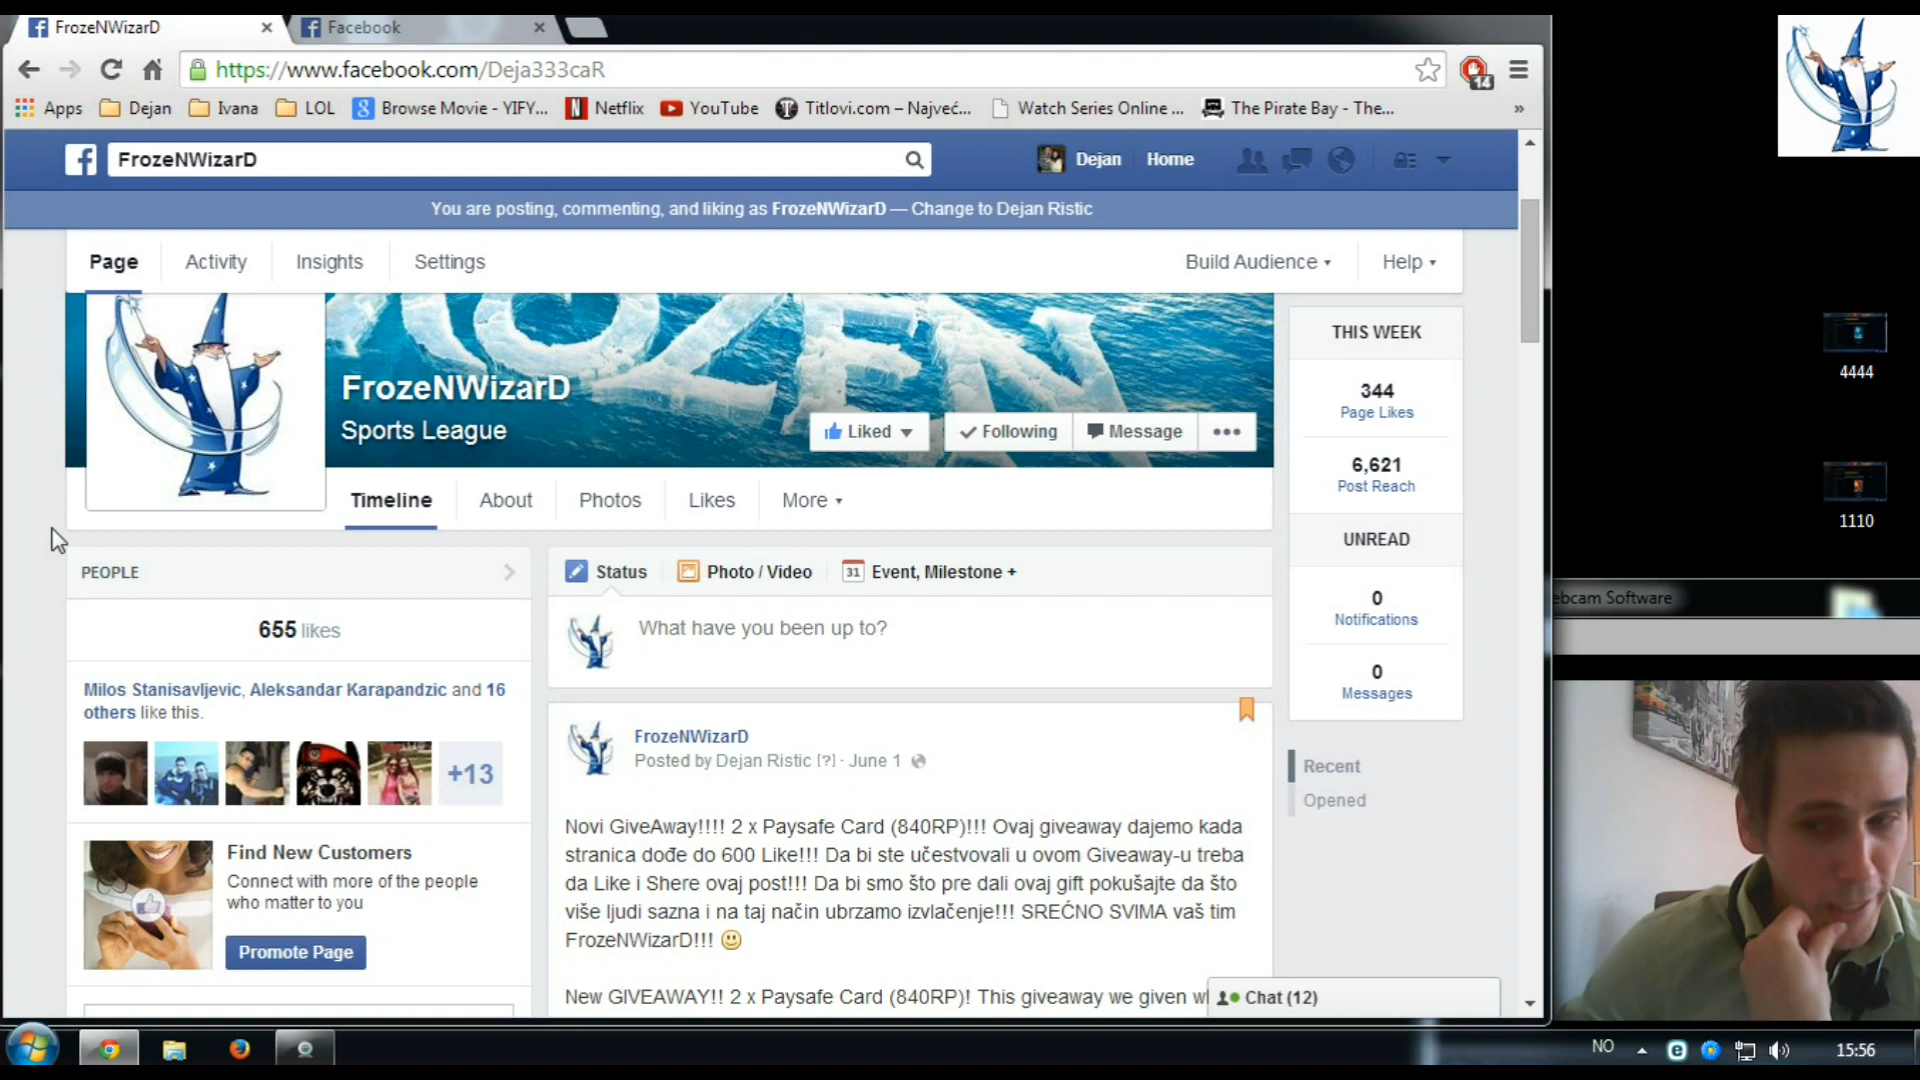 FrozeNWizarD
Facebook
https://www.facebook.com/Deja333caR
14
Apps Dejan Ivana LOL Browse Movie - YIFY... Netflix YouTube Titlovi.com – Najveć... Watch Series Online ... The Pirate Bay - The... »
FrozeNWizarD
Dejan Home
You are posting, commenting, and liking as FrozeNWizarD — Change to Dejan Ristic
Page Activity Insights Settings Build Audience Help
FrozeNWizarD
Sports League
Liked Following Message
Timeline About Photos Likes More
THIS WEEK
344
Page Likes
6,621
Post Reach
UNREAD
0
Notifications
0
Messages
Recent
Opened
PEOPLE
655 likes
Milos Stanisavljevic, Aleksandar Karapandzic and 16
others like this.
+13
Find New Customers
Connect with more of the people
who matter to you
Promote Page
Status Photo / Video 31 Event, Milestone +
What have you been up to?
FrozeNWizarD
Posted by Dejan Ristic [?] · June 1
Novi GiveAway!!!! 2 x Paysafe Card (840RP)!!! Ovaj giveaway dajemo kada
stranica dođe do 600 Like!!! Da bi ste učestvovali u ovom Giveaway-u treba
da Like i Shere ovaj post!!! Da bi smo što pre dali ovaj gift pokušajte da što
više ljudi sazna i na taj način ubrzamo izvlačenje!!! SREĆNO SVIMA vaš tim
FrozeNWizarD!!!
New GIVEAWAY!! 2 x Paysafe Card (840RP)! This giveaway we given
Chat (12)
4444
1110
Software
NO
15:56